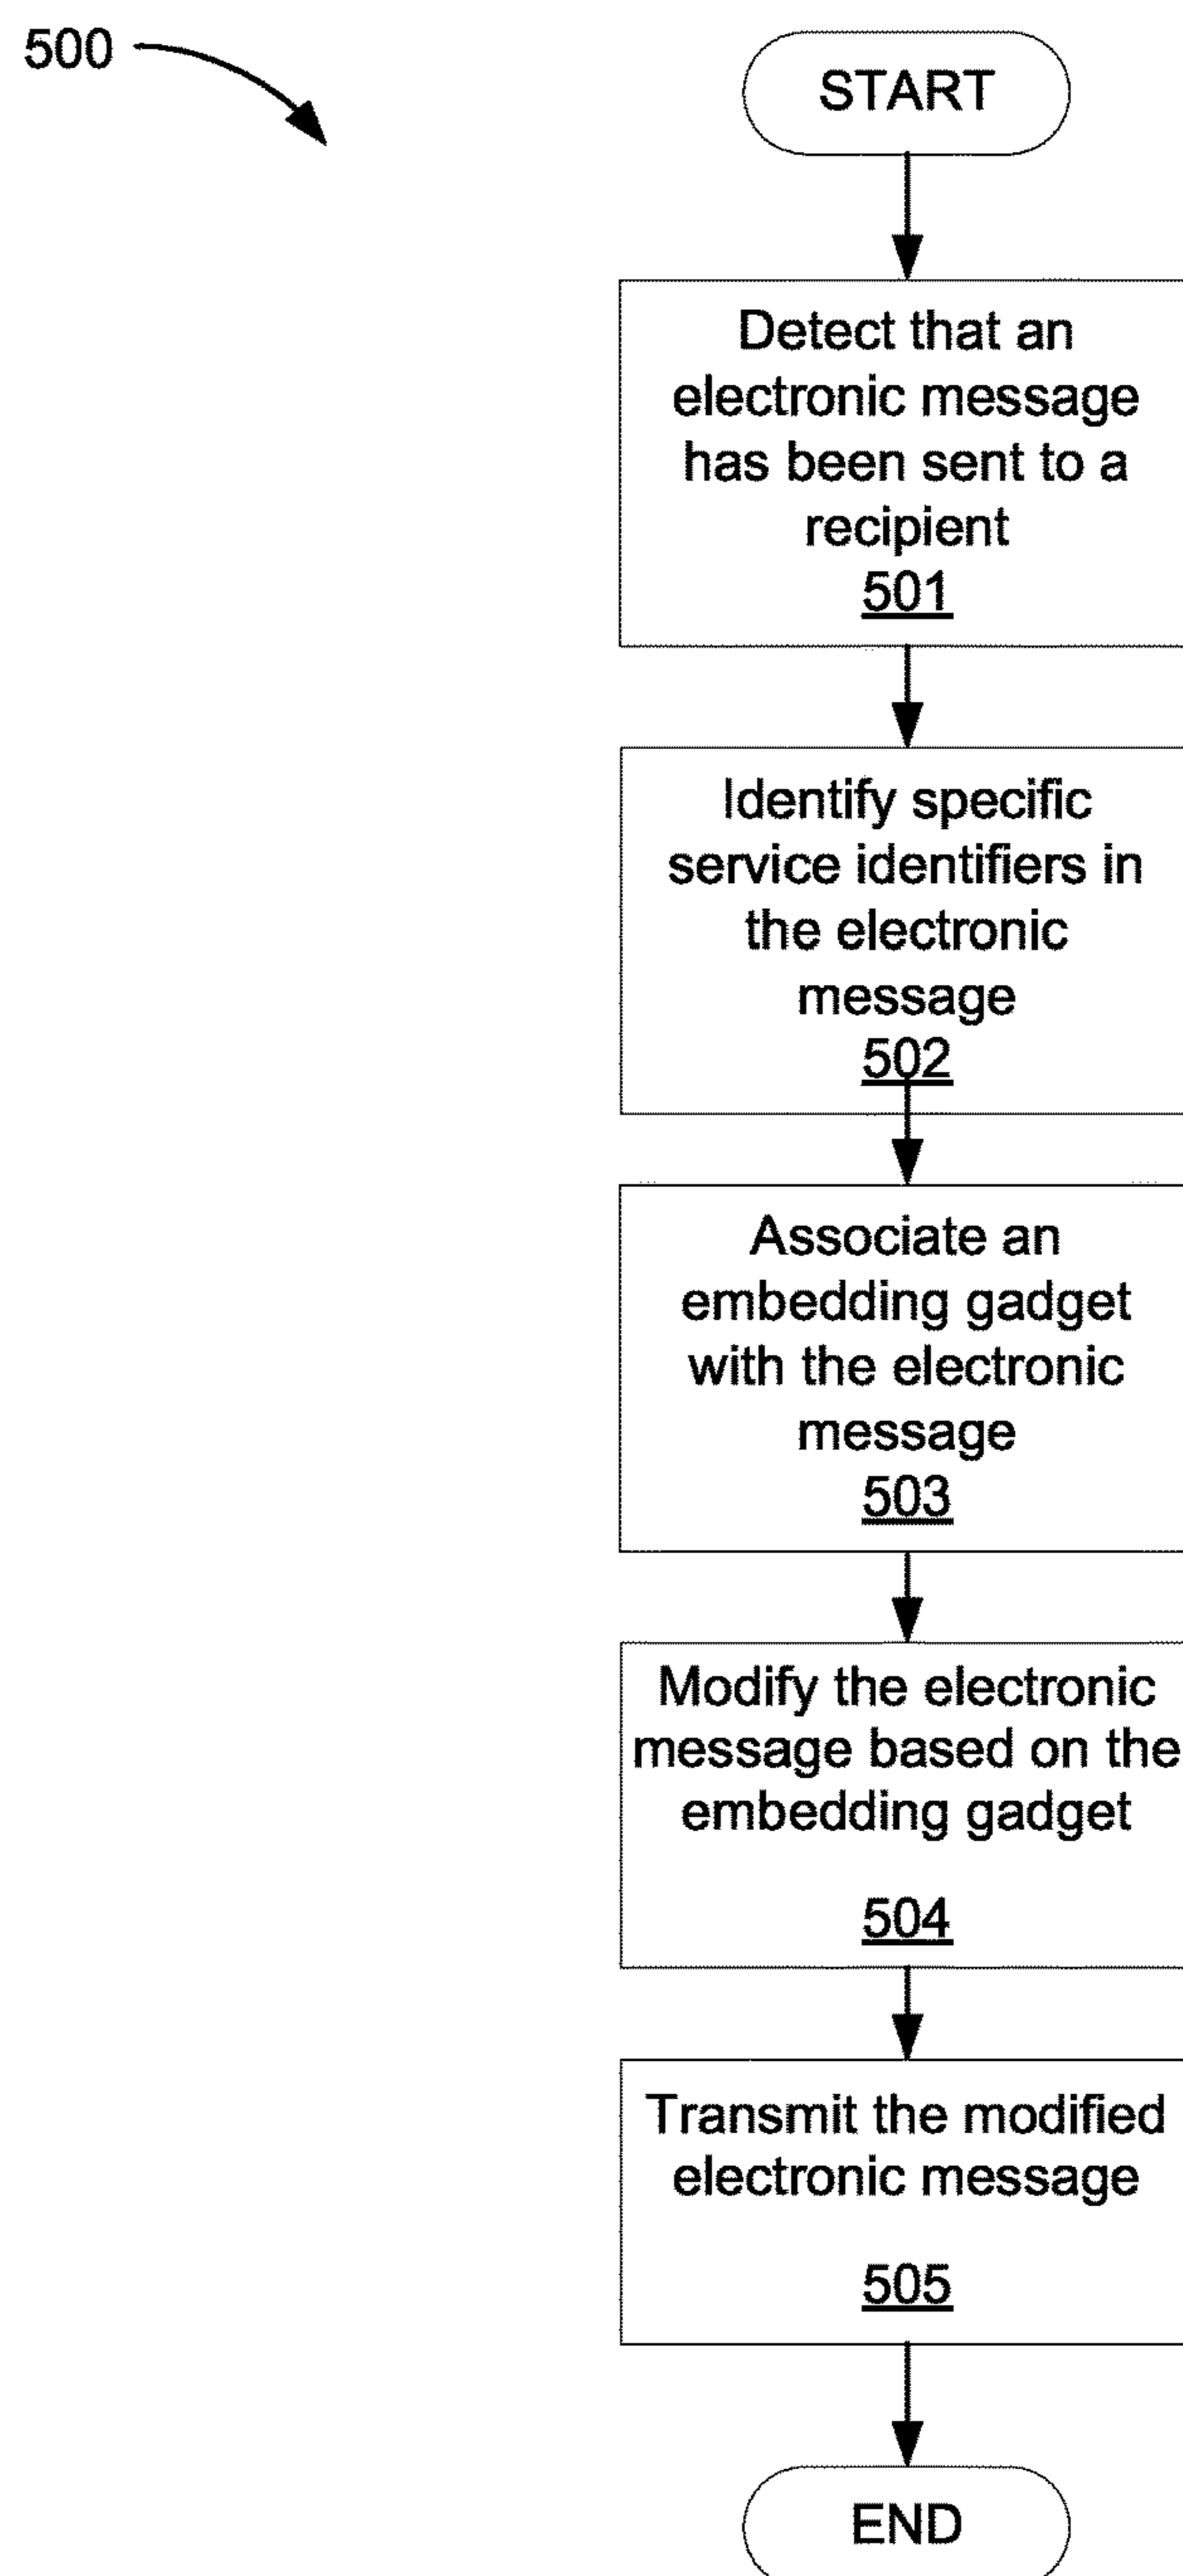 500
START
Detect that an
electronic message
has been sent to a
recipient
501
Identify specific
service identifiers in
the electronic
message
502
Associate an
embedding gadget
with the electronic
message
503
Modify the electronic
message based on the
embedding gadget
504
Transmit the modified
electronic message
505
END